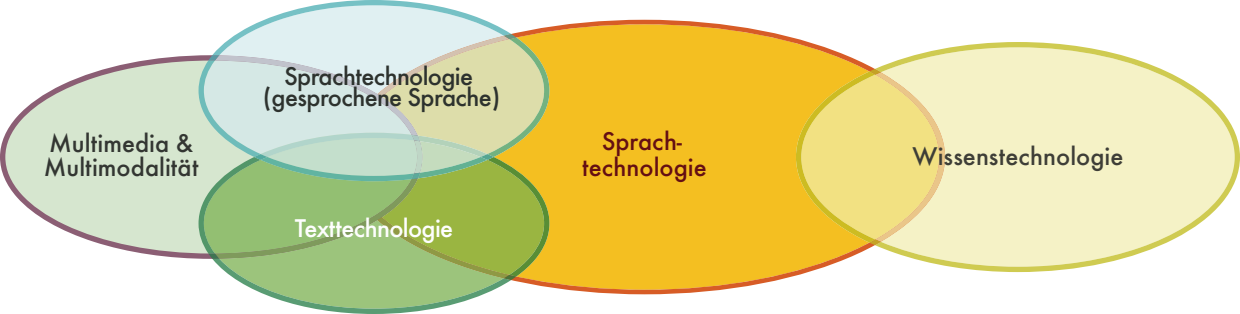 Sprachtechnologie
(gesprochene Sprache)
Multimedia &
Multimodalität
Sprach-
technologie
Wissenstechnologie
Texttechnologie